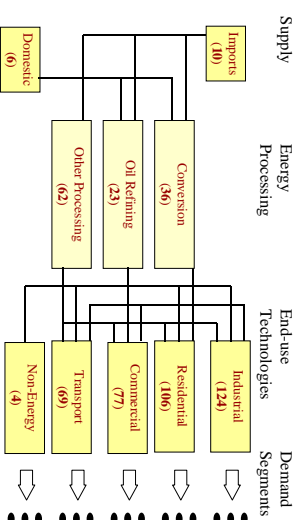 Supply
Energy
Processing
End-use
Technologies
Demand
Segments
Imports
(10)
Domestic
(6)
Conversion
(36)
Oil Refining
(23)
Other Processing
(62)
Industrial
(124)
Residential
(106)
Commercial
(77)
Transport
(69)
Non-Energy
(4)